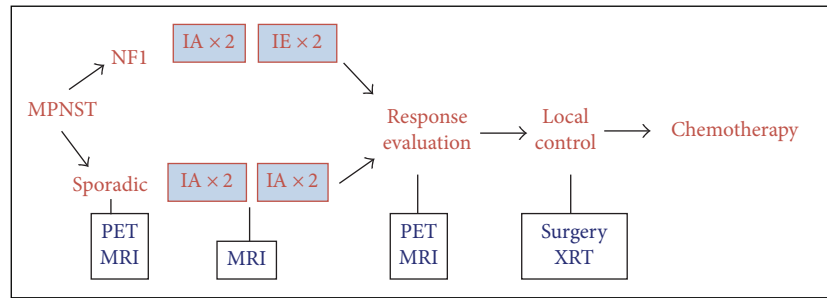 NF1
IA × 2
IE × 2
MPNST
Response
evaluation
Local
control
Chemotherapy
Sporadic
IA × 2
IA × 2
PET
MRI
MRI
PET
MRI
Surgery
XRT